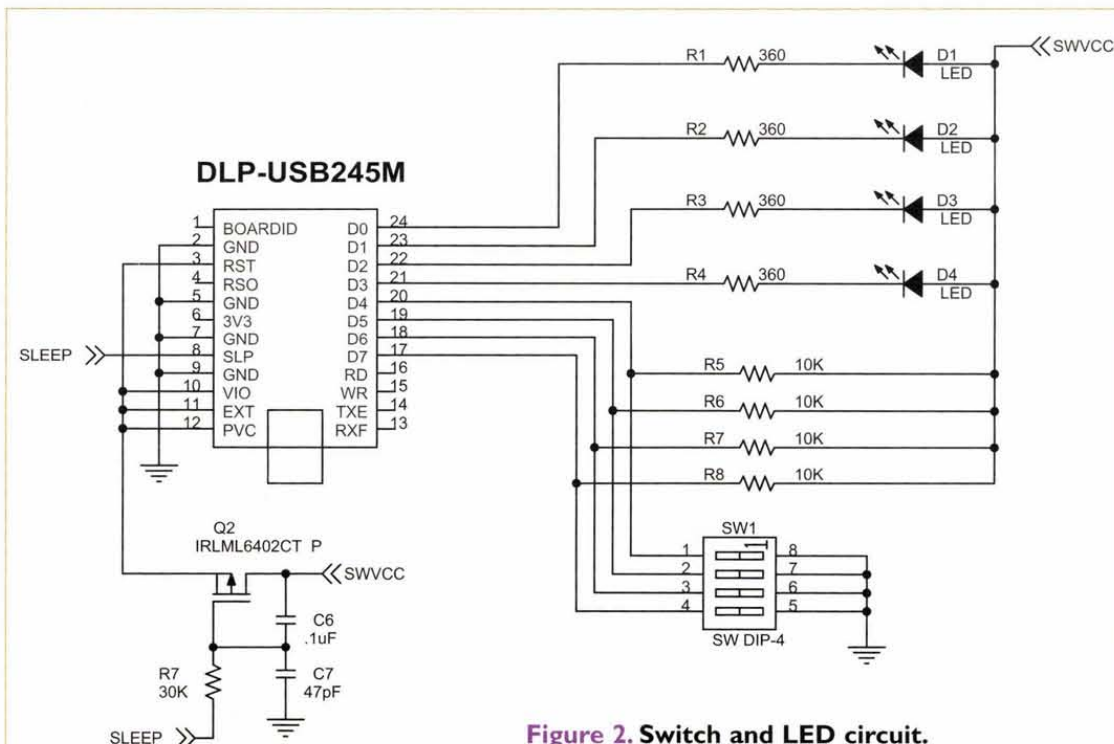 SWVCC
R1 360 D1
LED
R2 360 D2
LED
DLP-USB245M
R3 360 D3
LED
R4 360 D4
LED
1 BOARDID D0 24
2 GND D1 23
3 RST D2 22
4 RSO D3 21
5 GND D4 20
6 3V3 D5 19
7 GND D6 18
SLEEP 8 SLP D7 17
9 GND RD 16
10 VIO WR 15
11 EXT TXE 14
12 PVC RXF 13
R5 10K
R6 10K
R7 10K
R8 10K
Q2
IRLML6402CT P
SWVCC
C6
.1uF
C7
47pF
R7
30K
SLEEP
SW1
1 8
2 7
3 6
4 5
SW DIP-4
Figure 2. Switch and LED circuit.